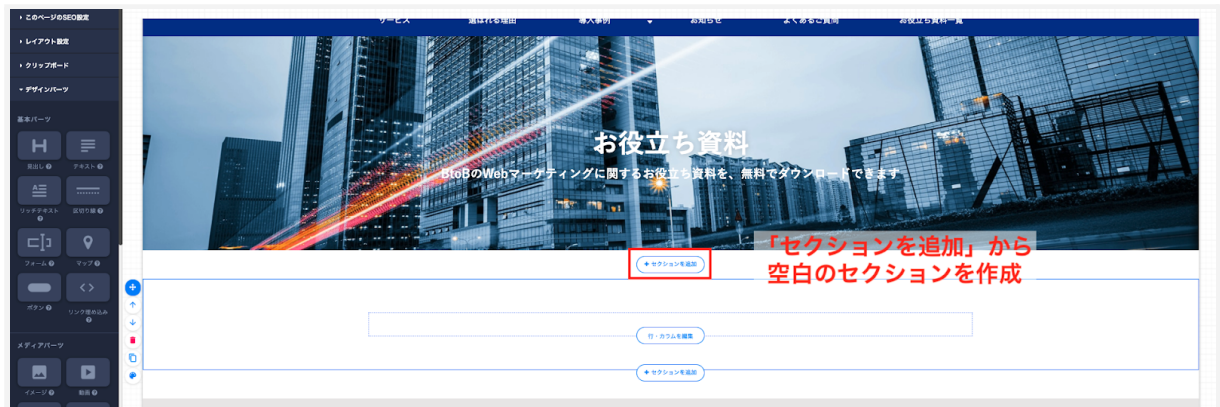 このページのSEO設定
レイアウト設定
クリップボード
デザインパーツ
基本パーツ
見出し
テキスト
リッチテキスト
区切り線
フォーム
マップ
ボタン
リンク埋め込み
メディアパーツ
イメージ
動画
サービス
選ばれる理由
導入事例
お知らせ
よくあるご質問
お役立ち資料一覧
お役立ち資料
BtoBのWebマーケティングに関するお役立ち資料を、無料でダウンロードできます
+ セクションを追加
「セクションを追加」から
空白のセクションを作成
行・カラムを編集
+ セクションを追加